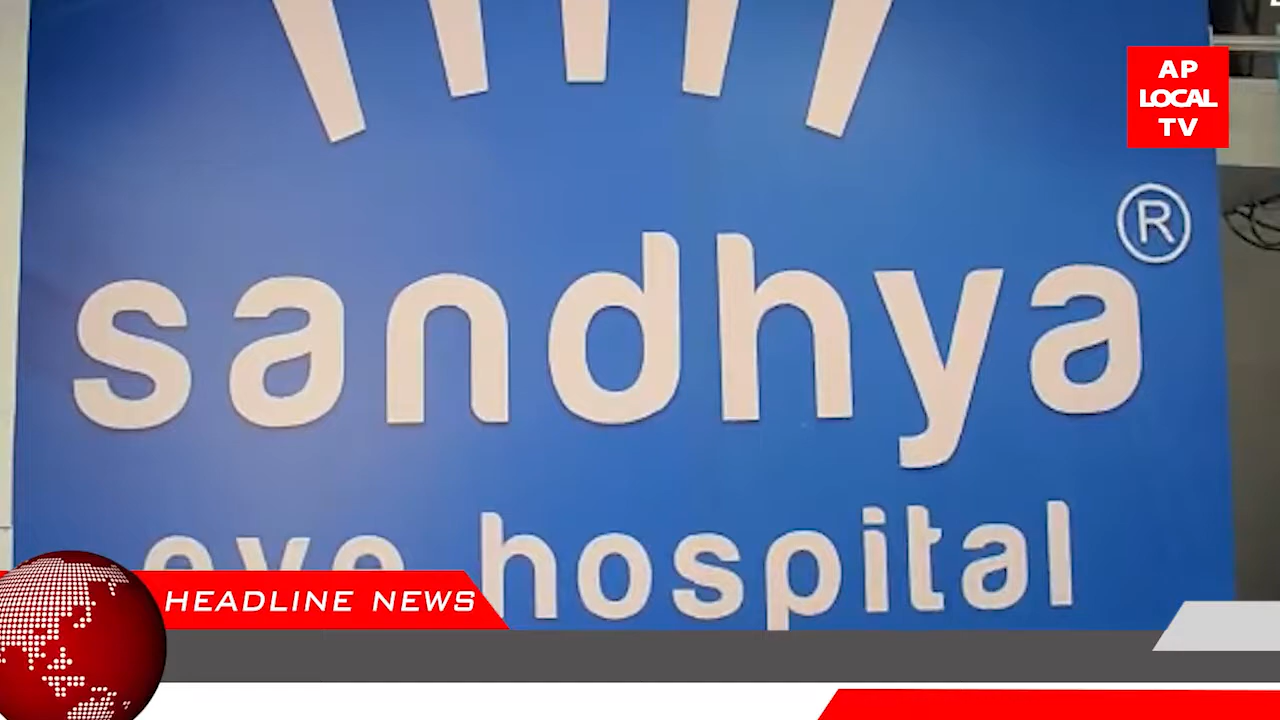 AP
LOCAL
TV
sandhya®
eye hospital
HEADLINE NEWS